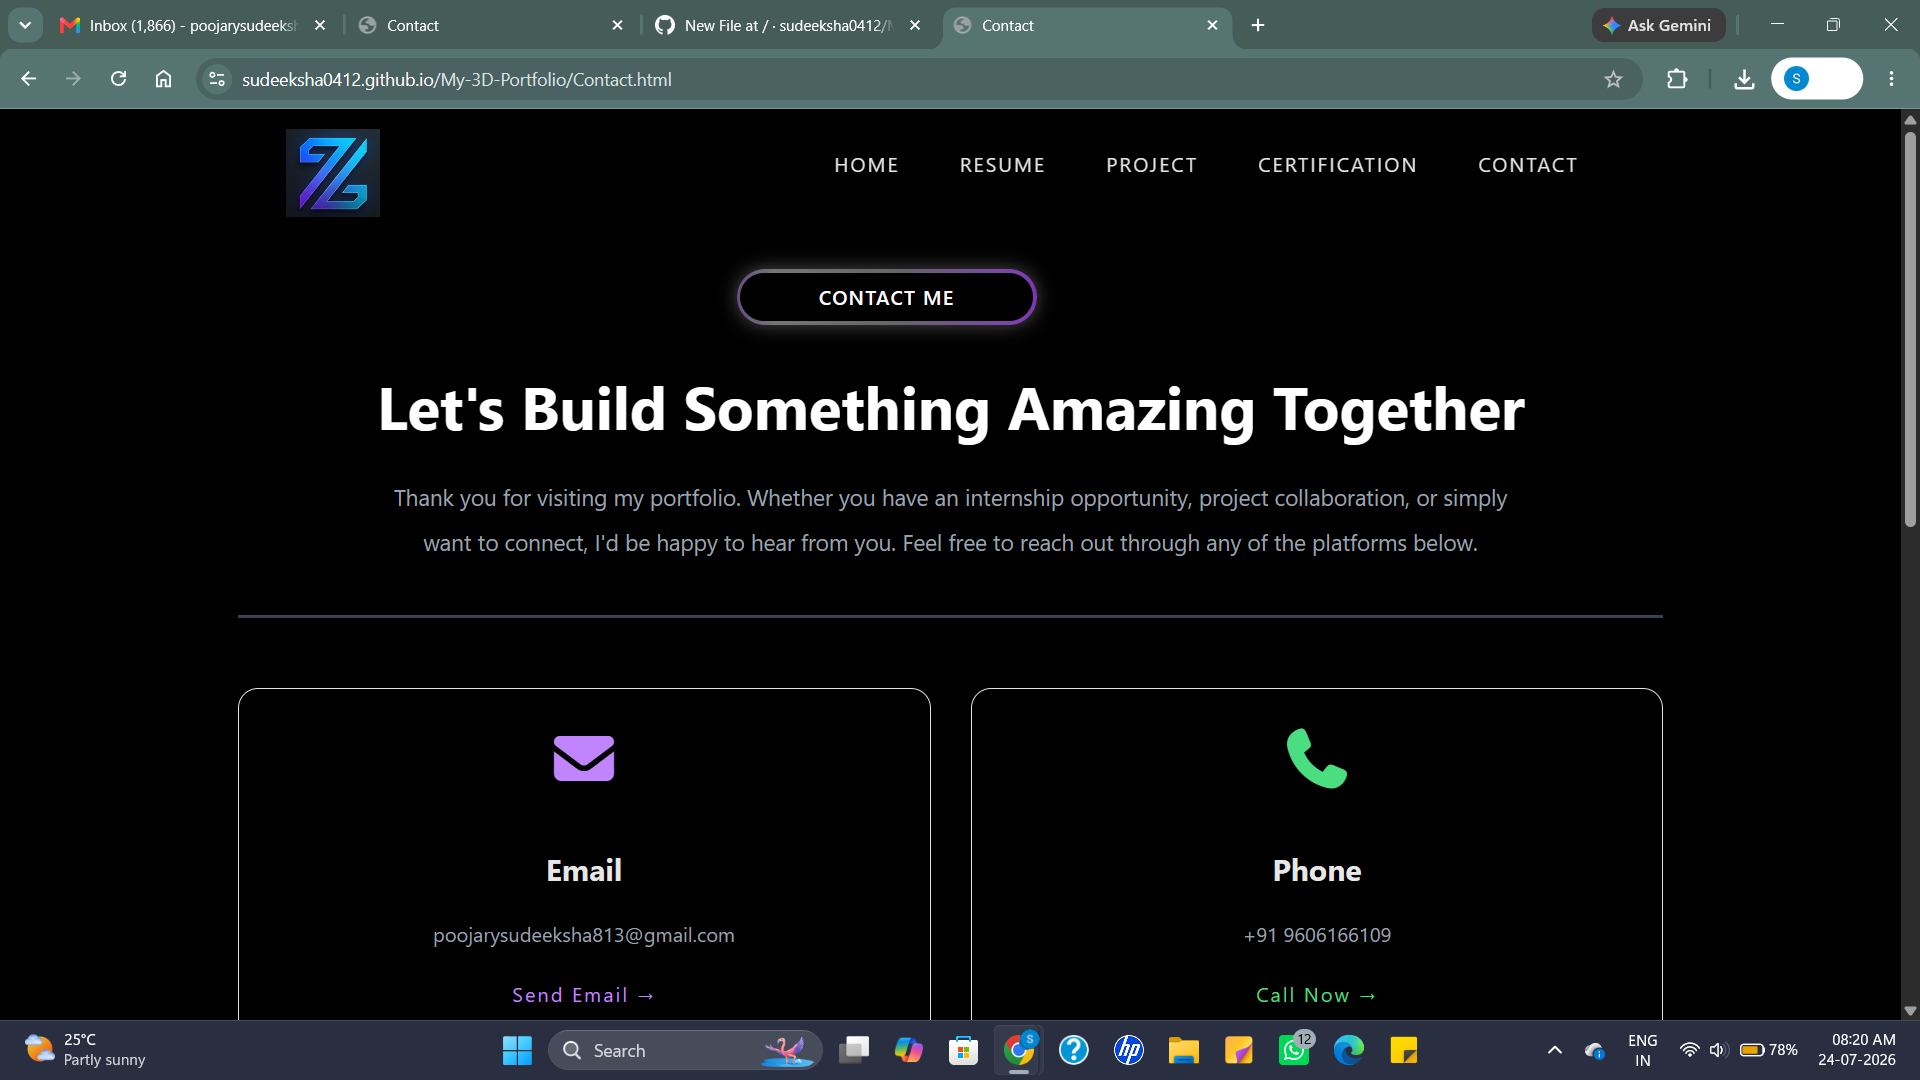 Inbox (1,866) - poojarysudeeksh
Contact
New File at / · sudeeksha0412/
Contact
Ask Gemini
sudeeksha0412.github.io/My-3D-Portfolio/Contact.html
S
HOME RESUME PROJECT CERTIFICATION CONTACT
CONTACT ME
Let's Build Something Amazing Together
Thank you for visiting my portfolio. Whether you have an internship opportunity, project collaboration, or simply
want to connect, I'd be happy to hear from you. Feel free to reach out through any of the platforms below.
Email
poojarysudeeksha813@gmail.com
Send Email →
Phone
+91 9606166109
Call Now →
25°C
Partly sunny
Search
S
hp
12
ENG
IN
78%
08:20 AM
24-07-2026